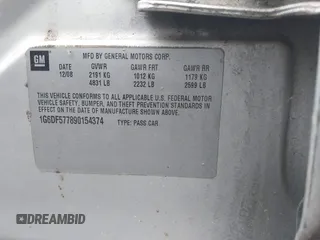 GM
MFD BY GENERAL MOTORS CORP.
DATE GVWR GAWR FRT GAWR RR
12/08 2191 KG 1012 KG 1179 KG
4831 LB 2232 LB 2599 LB
THIS VEHICLE CONFORMS TO ALL APPLICABLE U.S. FEDERAL MOTOR
VEHICLE SAFETY, BUMPER, AND THEFT PREVENTION STANDARDS IN
EFFECT ON THE DATE OF MANUFACTURE SHOWN ABOVE.
1G6DF577890154374 TYPE: PASS CAR
DREAMBID